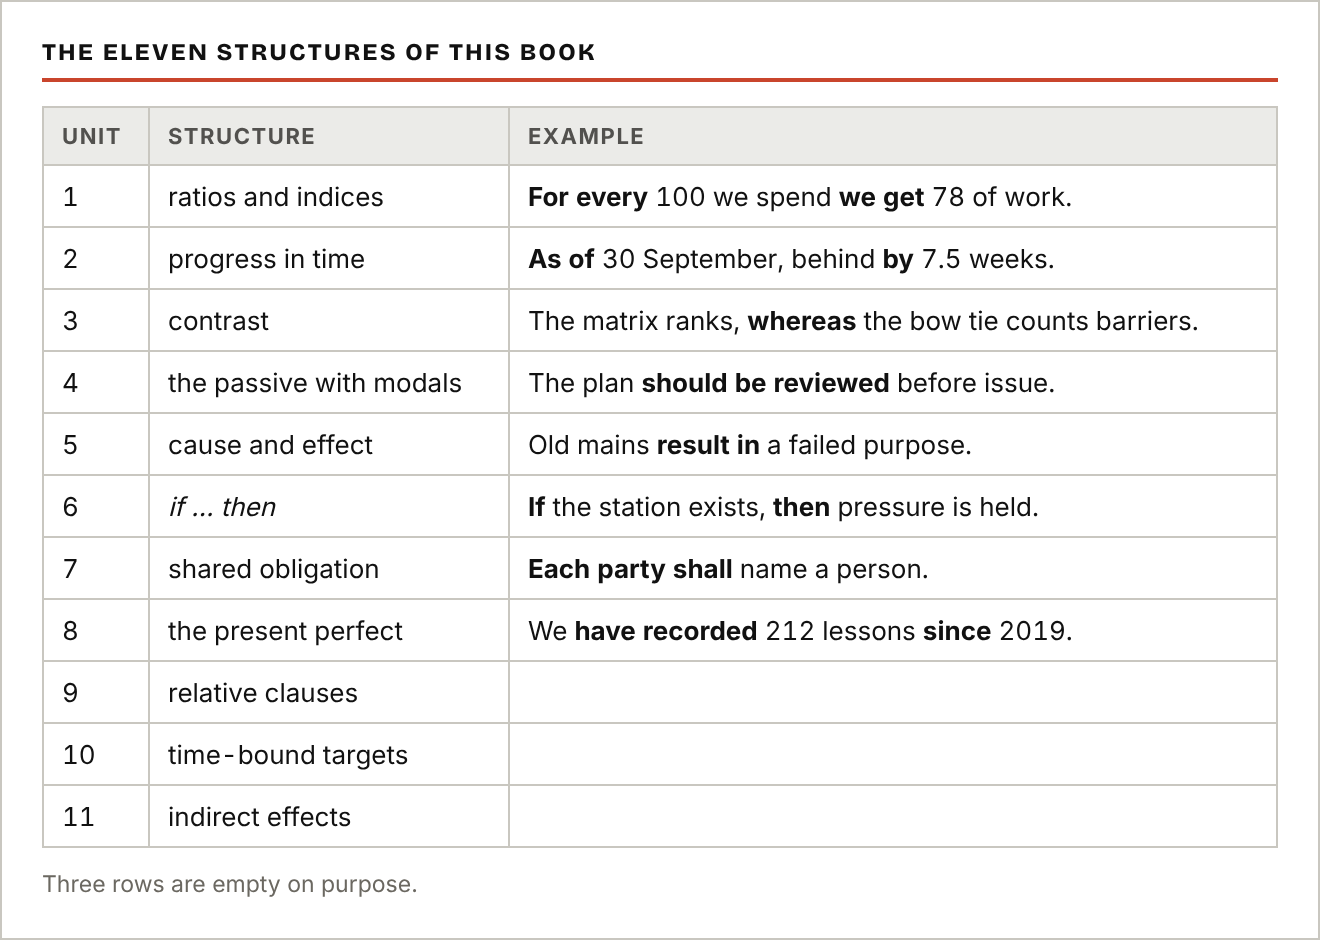 THE ELEVEN STRUCTURES OF THIS BOOK
UNIT STRUCTURE EXAMPLE
1 ratios and indices For every 100 we spend we get 78 of work.
2 progress in time As of 30 September, behind by 7.5 weeks.
3 contrast The matrix ranks, whereas the bow tie counts barriers.
4 the passive with modals The plan should be reviewed before issue.
5 cause and effect Old mains result in a failed purpose.
6 if ... then If the station exists, then pressure is held.
7 shared obligation Each party shall name a person.
8 the present perfect We have recorded 212 lessons since 2019.
9 relative clauses
10 time-bound targets
11 indirect effects
Three rows are empty on purpose.